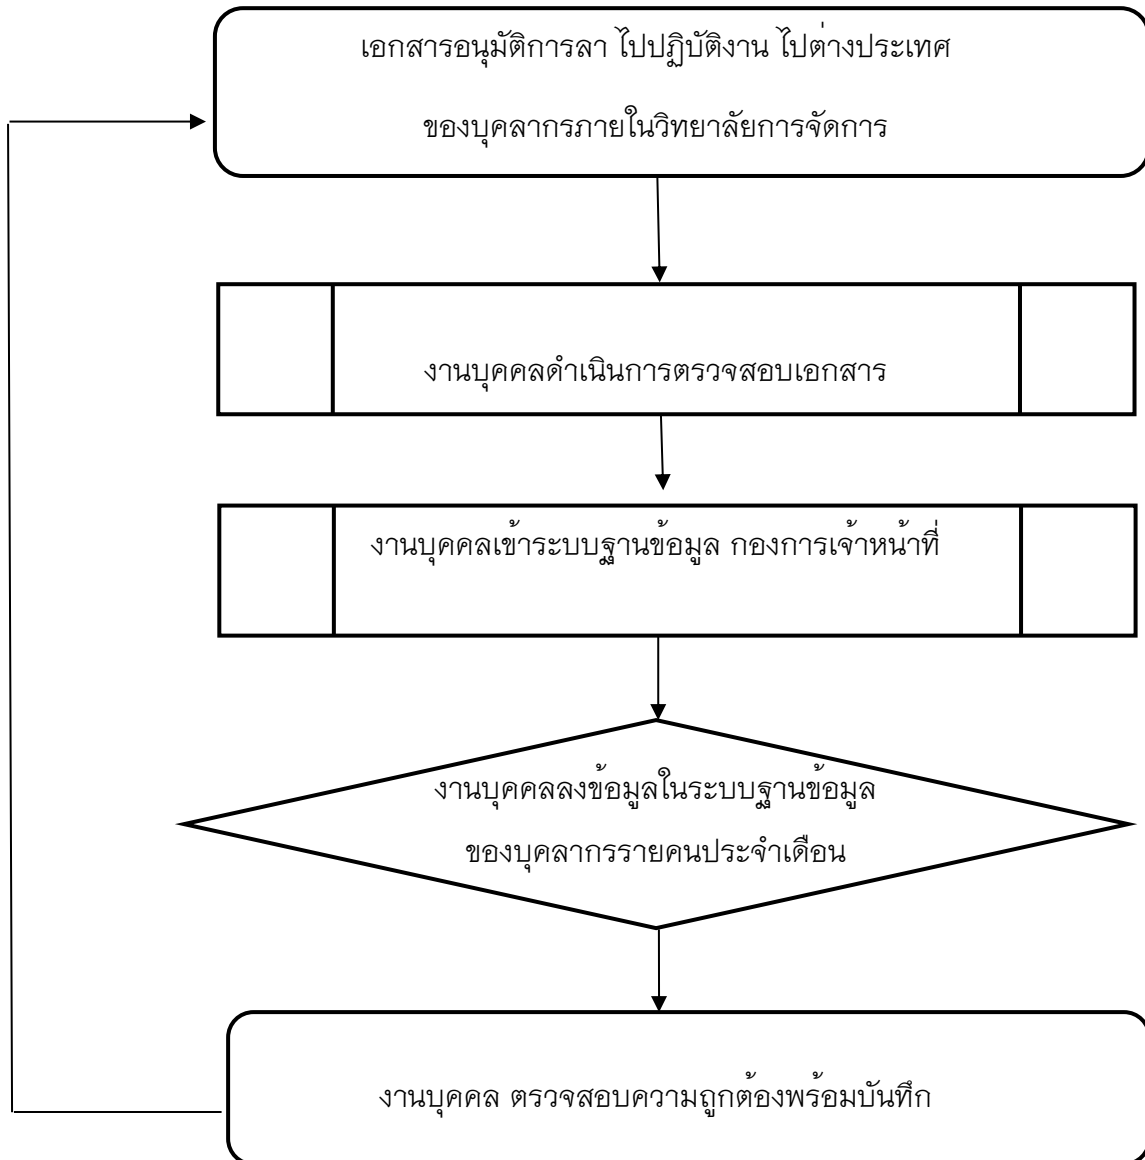 เอกสารอนุมัติการลา ไปปฏิบัติงาน ไปต่างประเทศ
ของบุคลากรภายในวิทยาลัยการจัดการ
งานบุคคลดำเนินการตรวจสอบเอกสาร
งานบุคคลเข้าระบบฐานข้อมูล กองการเจ้าหน้าที่
งานบุคคลลงข้อมูลในระบบฐานข้อมูล
ของบุคลากรรายคนประจำเดือน
งานบุคคล ตรวจสอบความถูกต้องพร้อมบันทึก